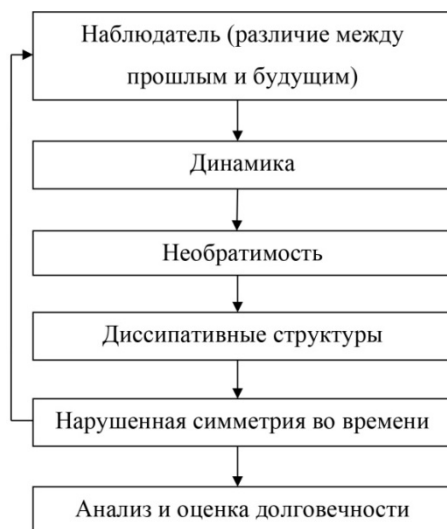 Наблюдатель (различие между
прошлым и будущим)
Динамика
Необратимость
Диссипативные структуры
Нарушенная симметрия во времени
Анализ и оценка долговечности